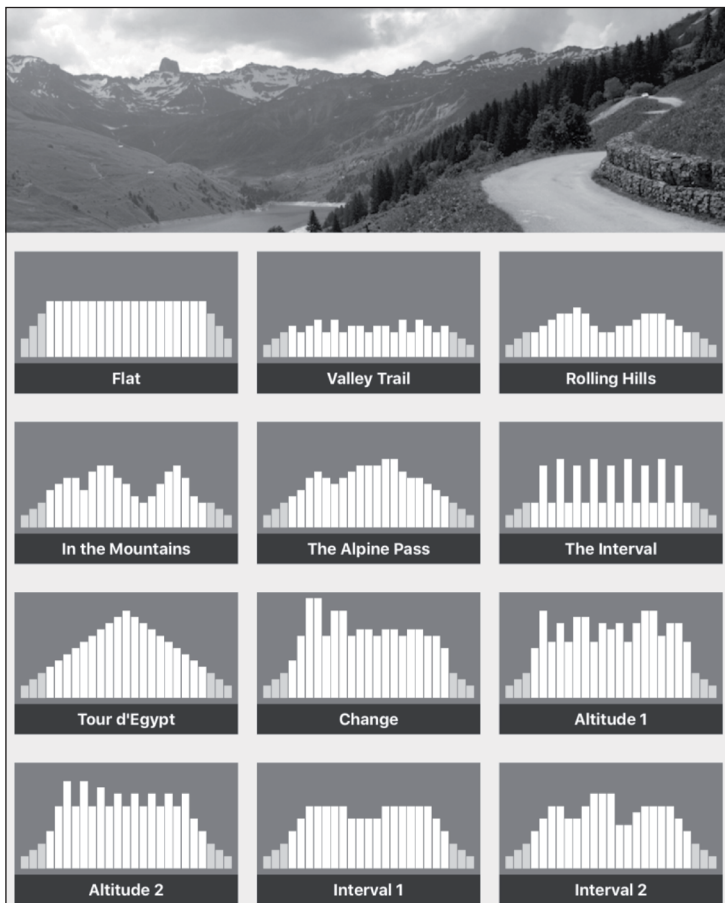 Flat
Valley Trail
Rolling Hills
In the Mountains
The Alpine Pass
The Interval
Tour d'Egypt
Change
Altitude 1
Altitude 2
Interval 1
Interval 2